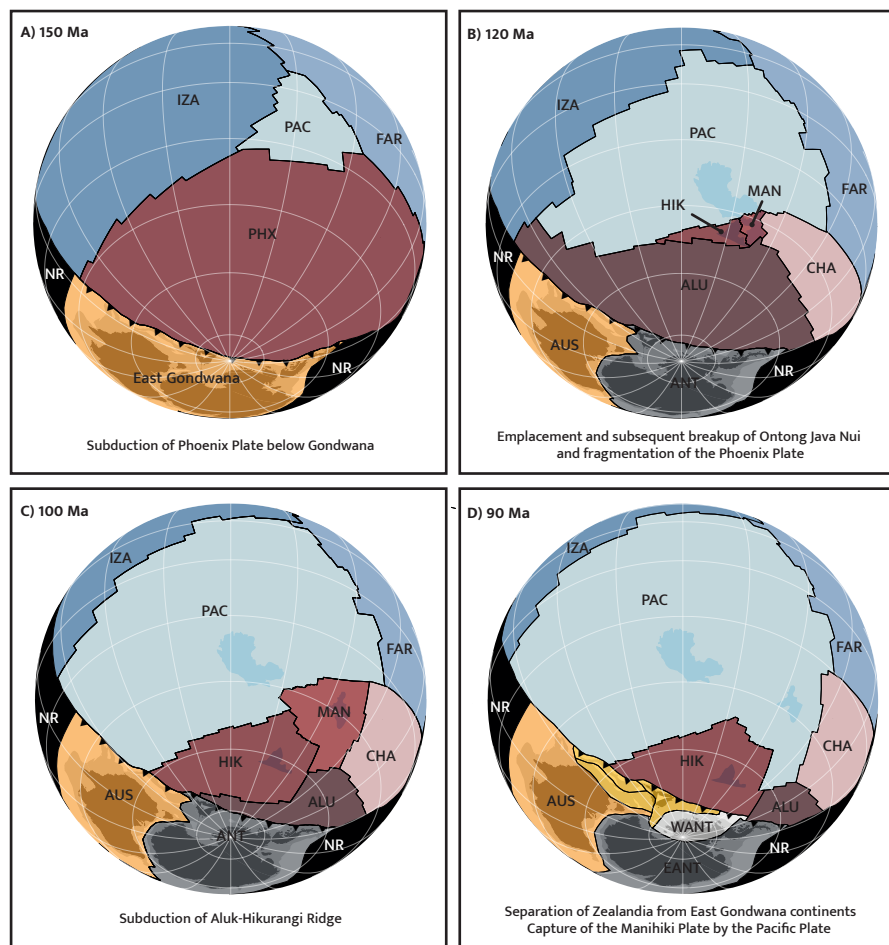 A) 150 Ma
IZA
PAC
FAR
PHX
NR
East Gondwana
NR
Subduction of Phoenix Plate below Gondwana
B) 120 Ma
IZA
PAC
MAN
HIK
FAR
CHA
ALU
AUS
NR
ANT
Emplacement and subsequent breakup of Ontong Java Nui
and fragmentation of the Phoenix Plate
C) 100 Ma
IZA
PAC
FAR
NR
MAN
CHA
HIK
AUS
ALU
ANT
NR
Subduction of Aluk-Hikurangi Ridge
D) 90 Ma
IZA
PAC
FAR
NR
CHA
HIK
AUS
ALU
WANT
NR
EANT
Separation of Zealandia from East Gondwana continents
Capture of the Manihiki Plate by the Pacific Plate